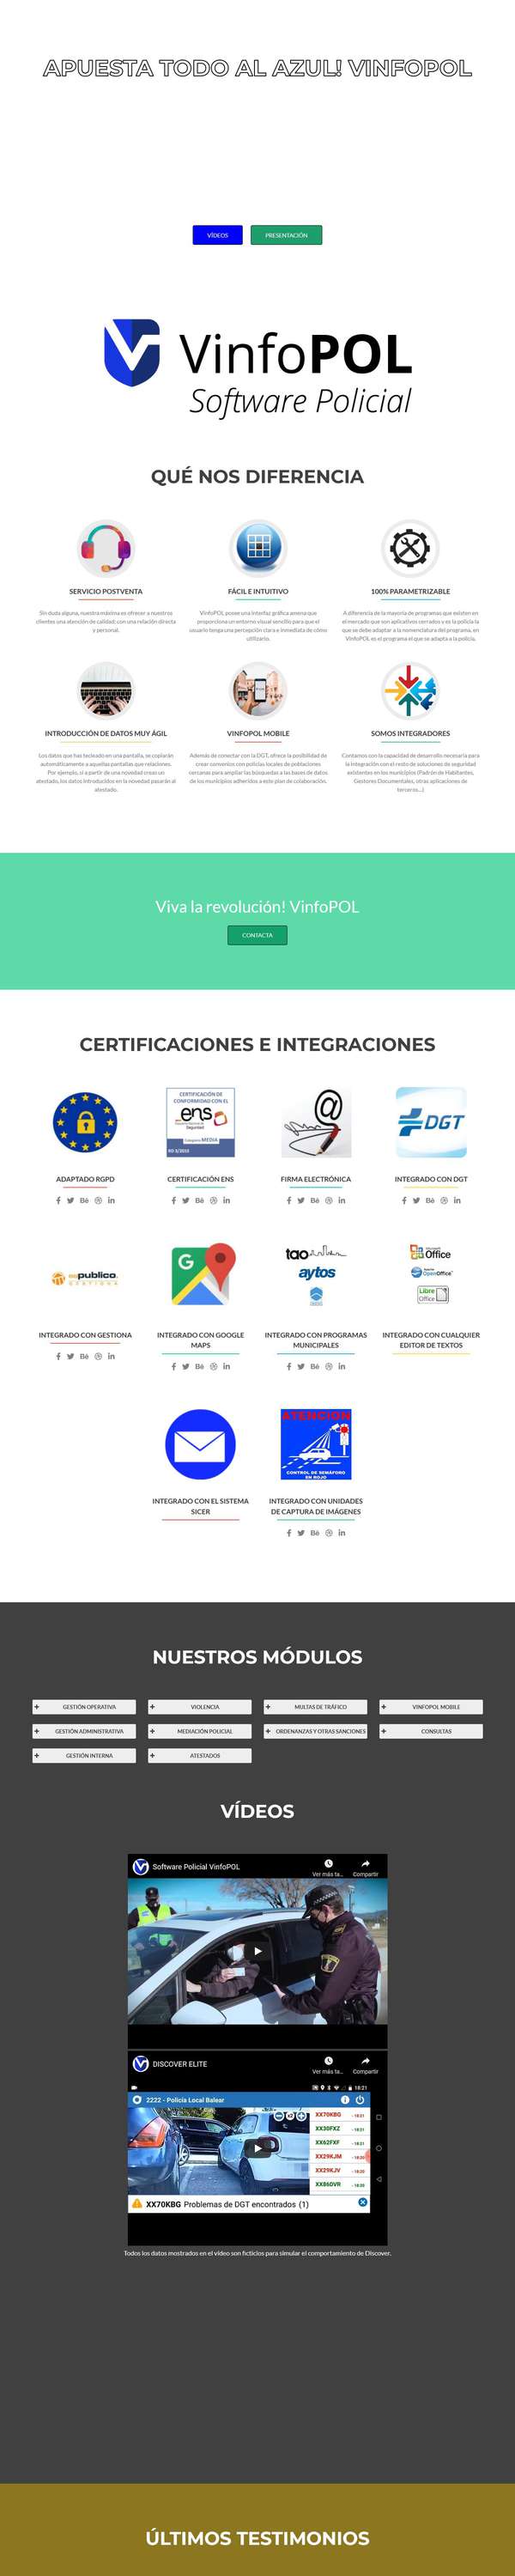 APUESTA TODO AL AZUL! VINFOPOL
VÍDEOS
PRESENTACIÓN
VinfoPOL
Software Policial
QUÉ NOS DIFERENCIA
SERVICIO POSTVENTA
FÁCIL E INTUITIVO
100% PARAMETRIZABLE
Sin duda alguna, nuestra máxima es ofrecer a nuestros
clientes una atención de calidad con una relación directa
y personal.
VinfoPOL posee una interfaz gráfica amena que
proporciona un entorno visual sencillo para que el
usuario tenga una percepción clara e inmediata de cómo
utilizarlo.
A diferencia de la mayoría de programas que existen en
el mercado que son aplicativos cerrados y es la policía la
que se debe adaptar a la nomenclatura del programa, en
VinfoPOL es el programa el que se adapta a la policía.
INTRODUCCIÓN DE DATOS MUY ÁGIL
VINFOPOL MOBILE
SOMOS INTEGRADORES
Los datos que has tecleado en una pantalla, se copiarán
automáticamente a aquellas pantallas que relaciones.
Por ejemplo, si a partir de una novedad creas un
atestado, los datos introducidos en la novedad pasarán al
atestado.
Además de conectar con la DGT, ofrece la posibilidad de
crear convenios con policías locales de poblaciones
cercanas para ampliar las búsquedas a las bases de datos
de los municipios adheridos a este plan de colaboración.
Contamos con la capacidad de desarrollo necesaria para
la integración con el resto de soluciones de seguridad
existentes en los municipios (Padrón de Habitantes,
Gestores Documentales, otras aplicaciones de
terceros...)
Viva la revolución! VinfoPOL
CONTACTA
CERTIFICACIONES E INTEGRACIONES
CERTIFICACIÓN DE
CONFORMIDAD CON EL
ens
MEDIA
RD 3/2010
DGT
ADAPTADO RGPD
CERTIFICACIÓN ENS
FIRMA ELECTRÓNICA
INTEGRADO CON DGT
espublico
GESTIONA
G
tao
aytos
Microsoft
Office
OpenOffice
Libre
Office
INTEGRADO CON GESTIONA
INTEGRADO CON GOOGLE
MAPS
INTEGRADO CON PROGRAMAS
MUNICIPALES
INTEGRADO CON CUALQUIER
EDITOR DE TEXTOS
ATENCION
CONTROL DE SEMÁFORO
EN ROJO
INTEGRADO CON EL SISTEMA
SICER
INTEGRADO CON UNIDADES
DE CAPTURA DE IMÁGENES
NUESTROS MÓDULOS
GESTIÓN OPERATIVA
VIOLENCIA
MULTAS DE TRÁFICO
VINFOPOL MOBILE
GESTIÓN ADMINISTRATIVA
MEDIACIÓN POLICIAL
ORDENANZAS Y OTRAS SANCIONES
CONSULTAS
GESTIÓN INTERNA
ATESTADOS
VÍDEOS
Software Policial VinfoPOL
Ver más ta...
Compartir
DISCOVER ELITE
Ver más ta...
Compartir
18:21
2222 - Policía Local Balear
x2
XX70KBG - 18:21
XX30FXZ - 18:21
XX62FXF - 18:21
XX29KJM
XX29KJV
XX86OVR
XX70KBG Problemas de DGT encontrados (1)
Todos los datos mostrados en el vídeo son ficticios para simular el comportamiento de Discover.
ÚLTIMOS TESTIMONIOS